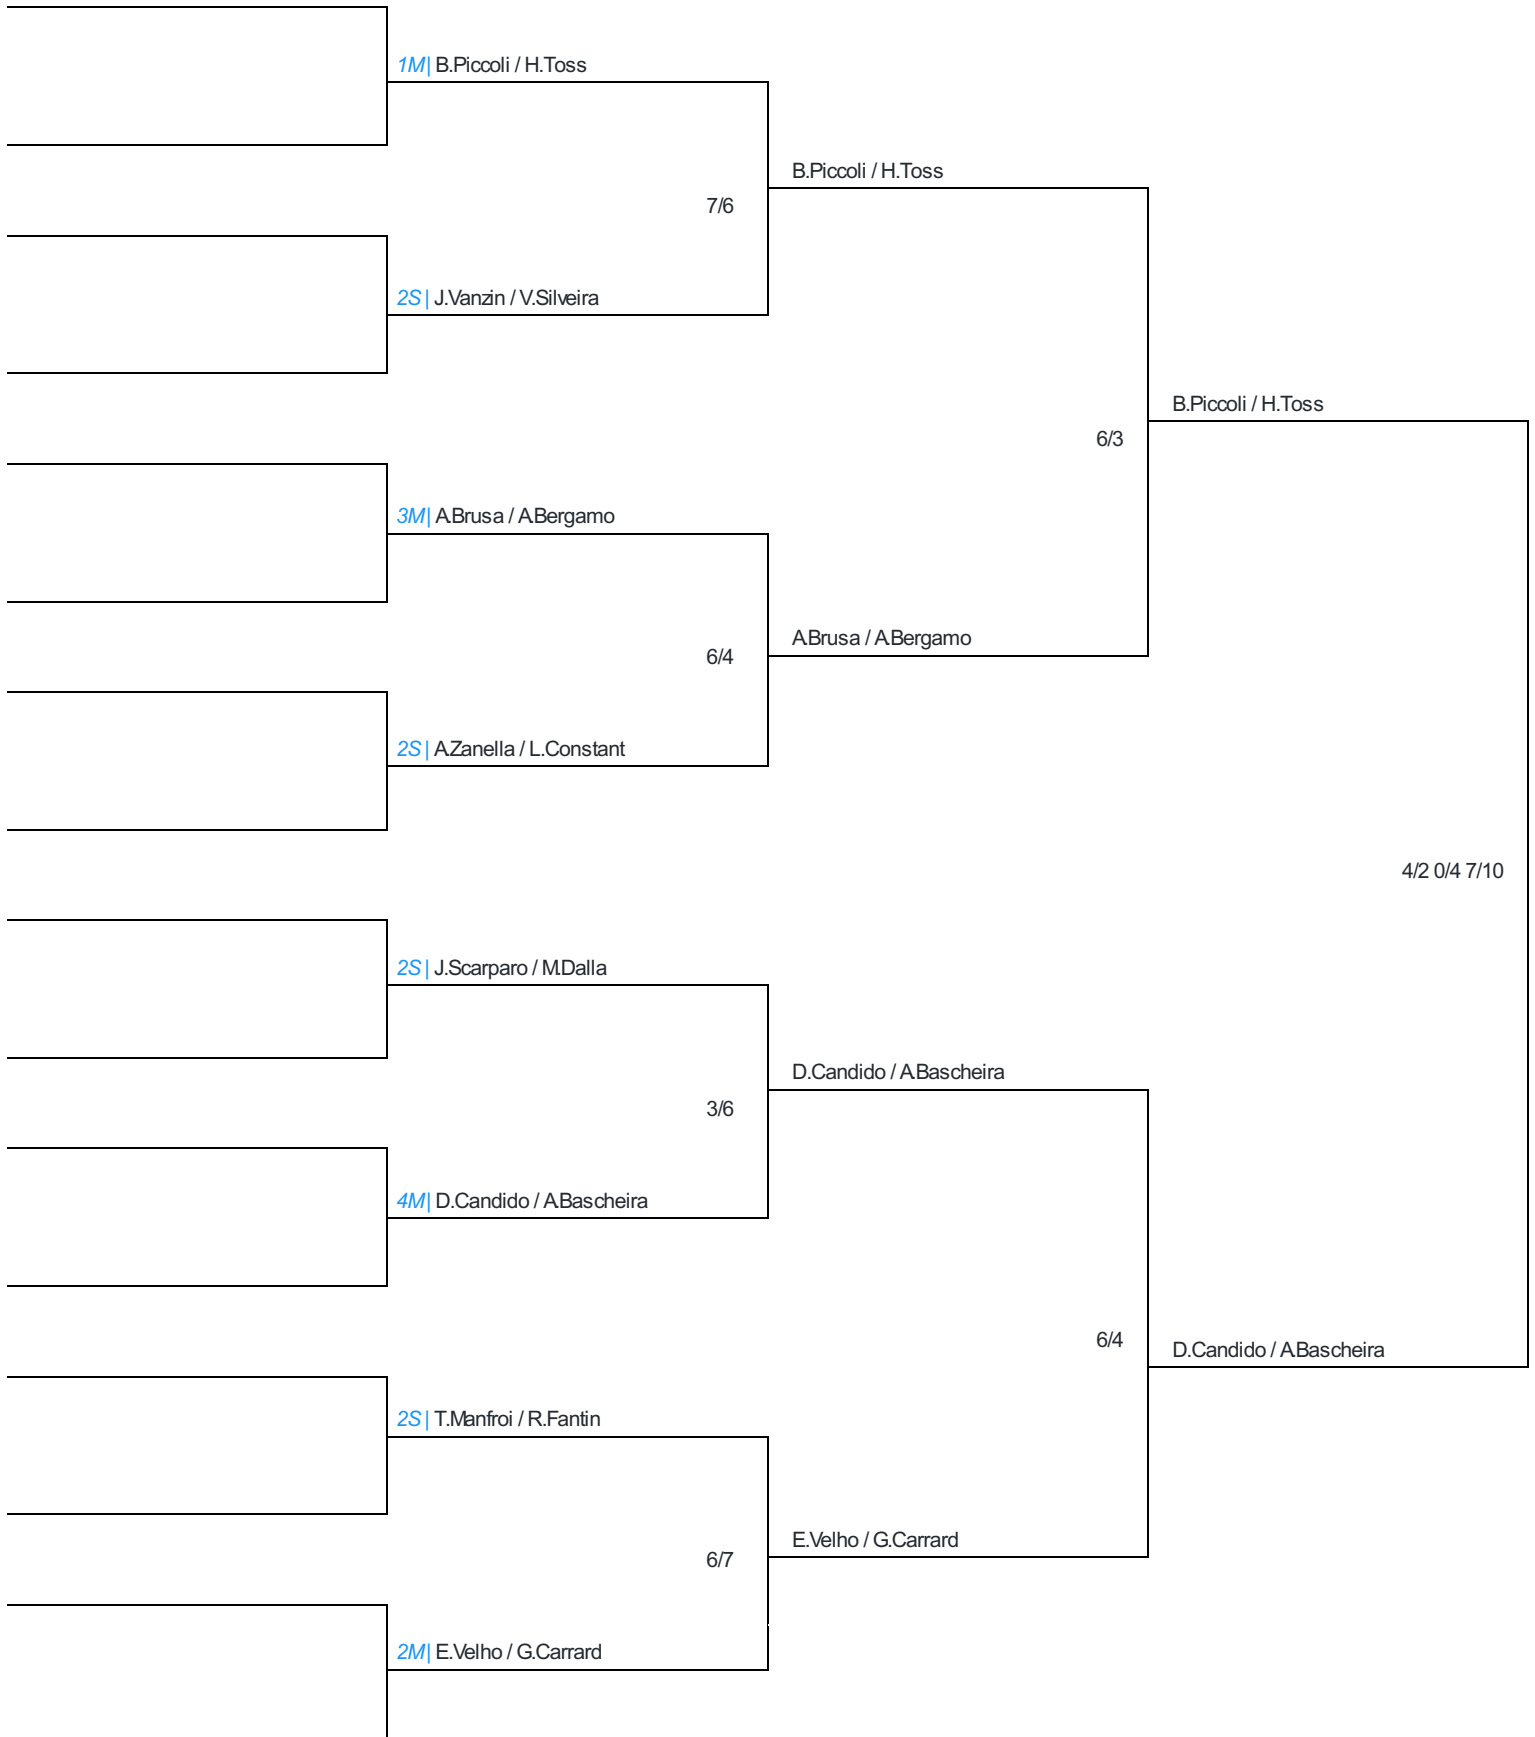 1M| B.Piccoli / H.Toss
B.Piccoli / H.Toss
7/6
2S| J.Vanzin / V.Silveira
B.Piccoli / H.Toss
6/3
3M| A.Brusa / A.Bergamo
A.Brusa / A.Bergamo
6/4
2S| A.Zanella / L.Constant
4/2 0/4 7/10
2S| J.Scarparo / M.Dalla
D.Candido / A.Bascheira
3/6
4M| D.Candido / A.Bascheira
6/4
D.Candido / A.Bascheira
2S| T.Manfroi / R.Fantin
E.Velho / G.Carrard
6/7
2M| E.Velho / G.Carrard